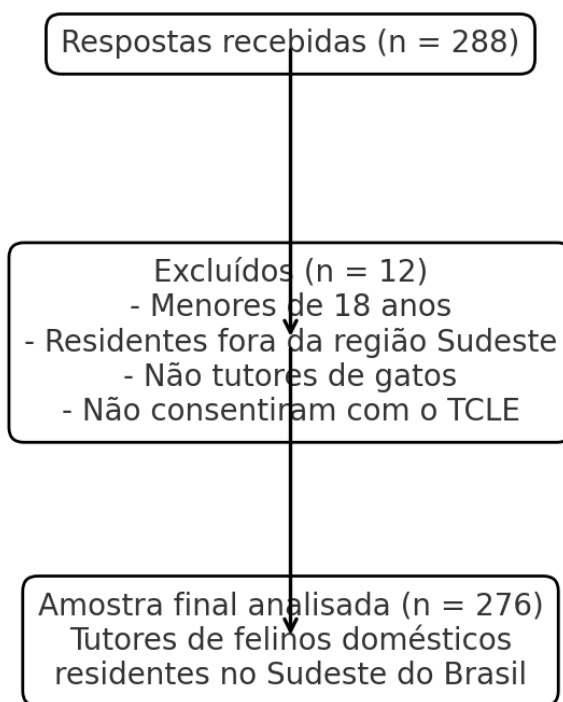 Respostas recebidas (n = 288)
Excluídos (n = 12)
- Menores de 18 anos
- Residentes fora da região Sudeste
- Não tutores de gatos
- Não consentiram com o TCLE
Amostra final analisada (n = 276)
Tutores de felinos domésticos
residentes no Sudeste do Brasil